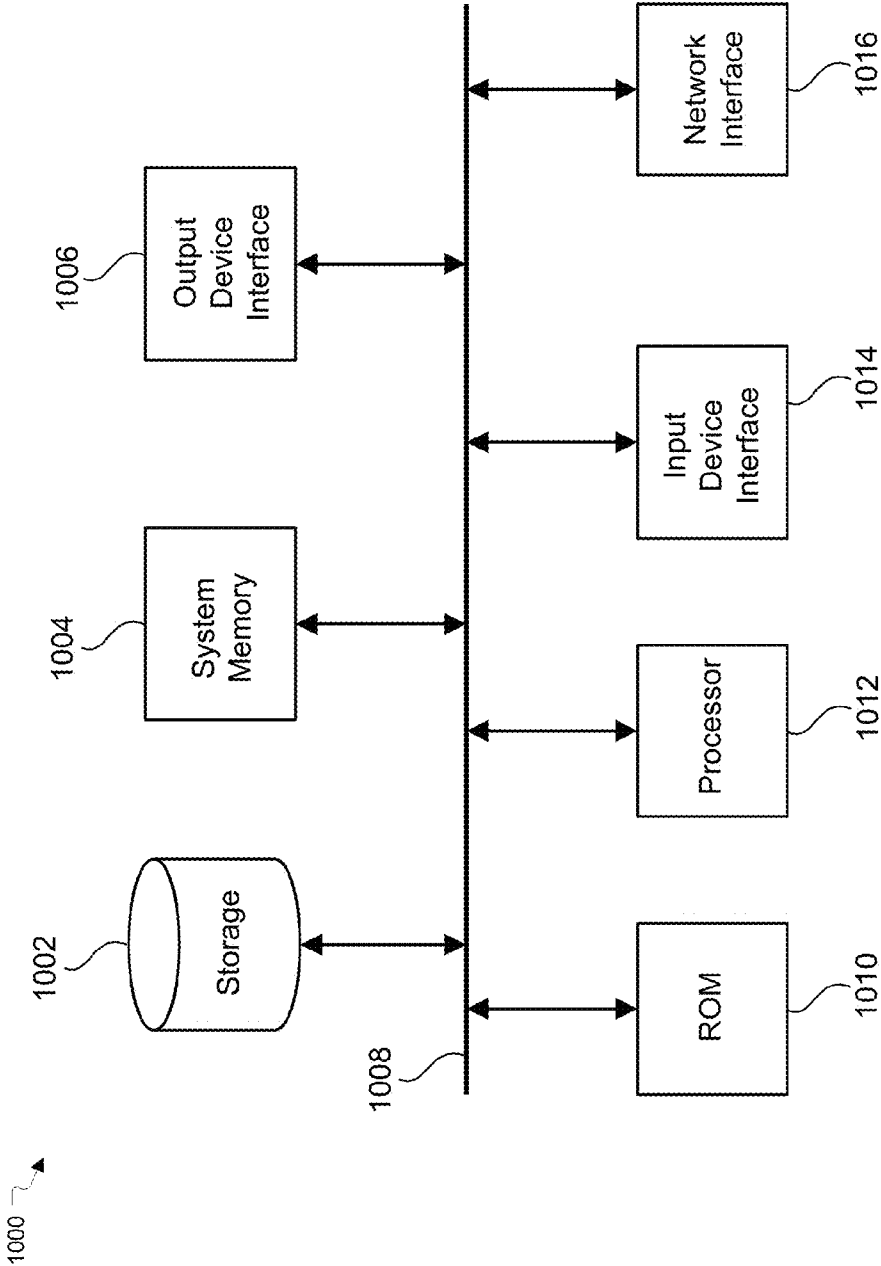 1000
1002
Storage
1004
System
Memory
1006
Output
Device
Interface
1008
ROM
1010
Processor
1012
Input
Device
Interface
1014
Network
Interface
1016